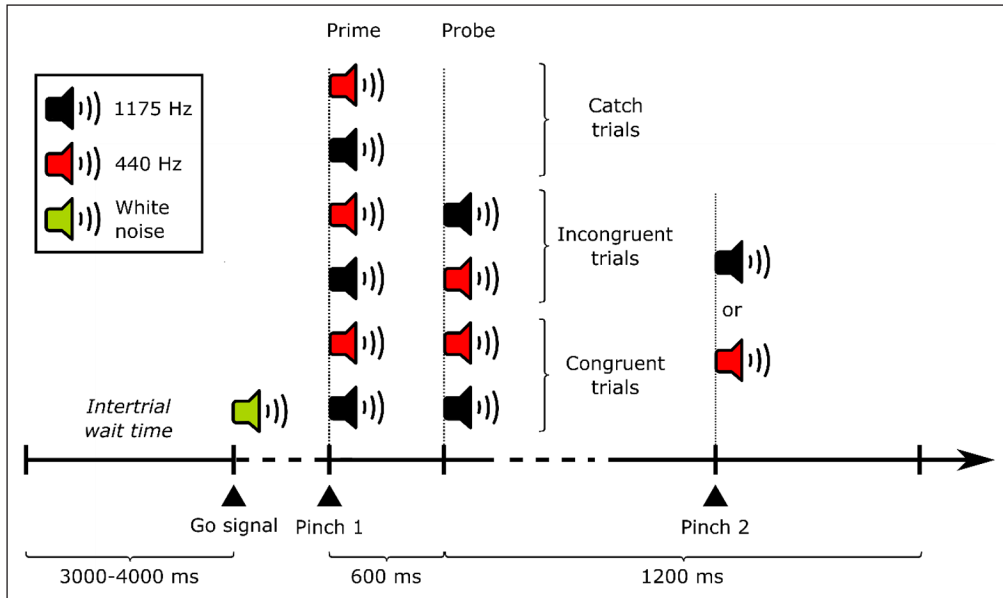 Prime
Probe
1175 Hz
440 Hz
White
noise
Catch
trials
Incongruent
trials
or
Congruent
trials
Intertrial
wait time
Go signal
Pinch 1
Pinch 2
3000-4000 ms
600 ms
1200 ms